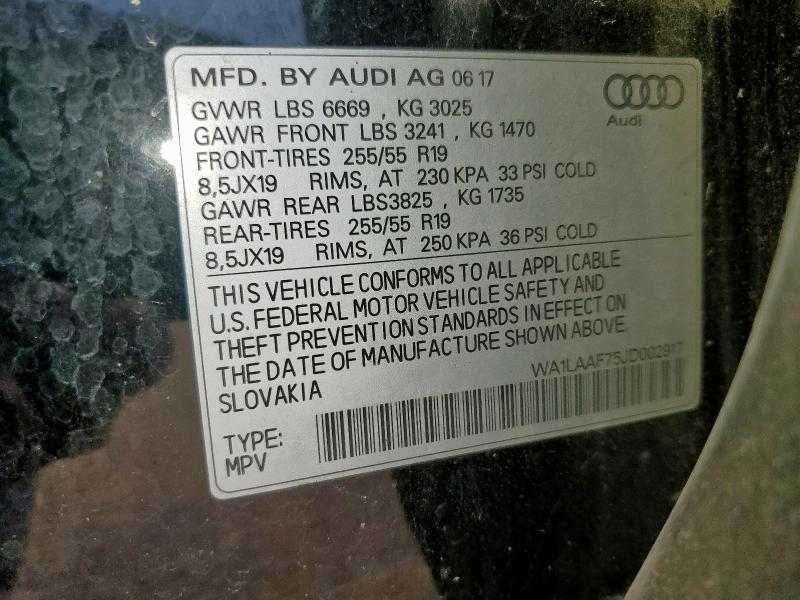 MFD. BY AUDI AG 06 17
Audi
GVWR LBS 6669 , KG 3025
GAWR FRONT LBS 3241 , KG 1470
FRONT-TIRES 255/55 R19
8,5JX19 RIMS, AT 230 KPA 33 PSI COLD
GAWR REAR LBS3825 , KG 1735
REAR-TIRES 255/55 R19
8,5JX19 RIMS, AT 250 KPA 36 PSI COLD
THIS VEHICLE CONFORMS TO ALL APPLICABLE
U.S. FEDERAL MOTOR VEHICLE SAFETY AND
THEFT PREVENTION STANDARDS IN EFFECT ON
THE DATE OF MANUFACTURE SHOWN ABOVE.
SLOVAKIA
WA1LAAF75JD002917
TYPE:
MPV